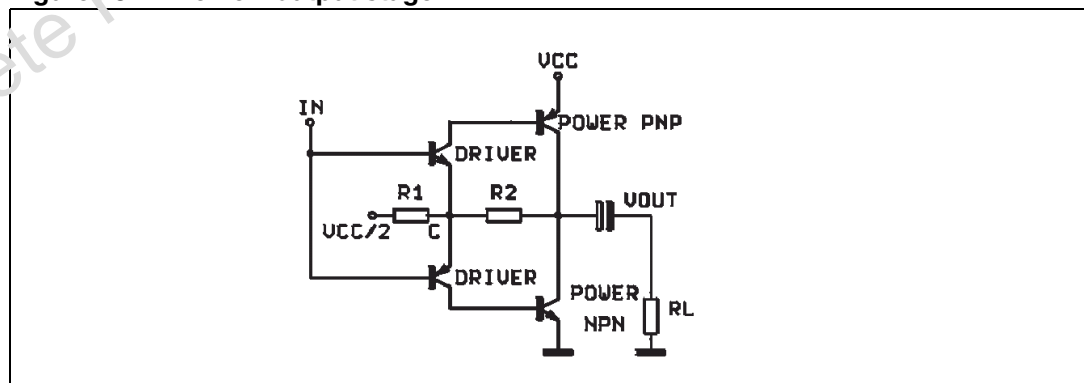 VCC
IN
POWER PNP
DRIVER
R1
R2
VOUT
VCC/2
C
DRIVER
POWER
NPN
RL